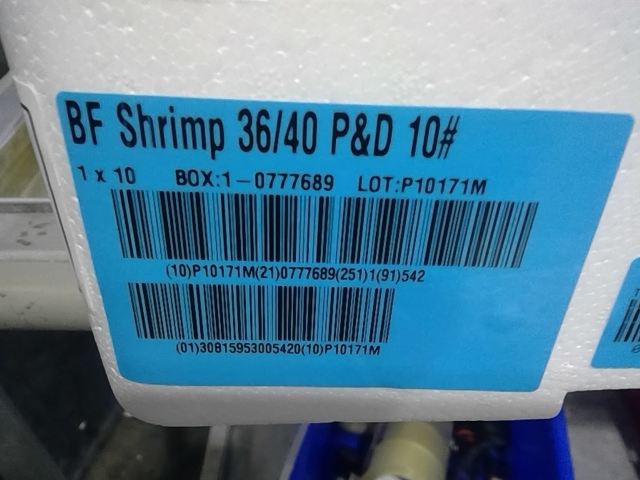 BF Shrimp 36/40 P&D 10#
1 x 10 BOX:1-0777689 LOT:P10171M
(10)P10171M(21)0777689(251)1(91)542
(01)30815953005420(10)P10171M